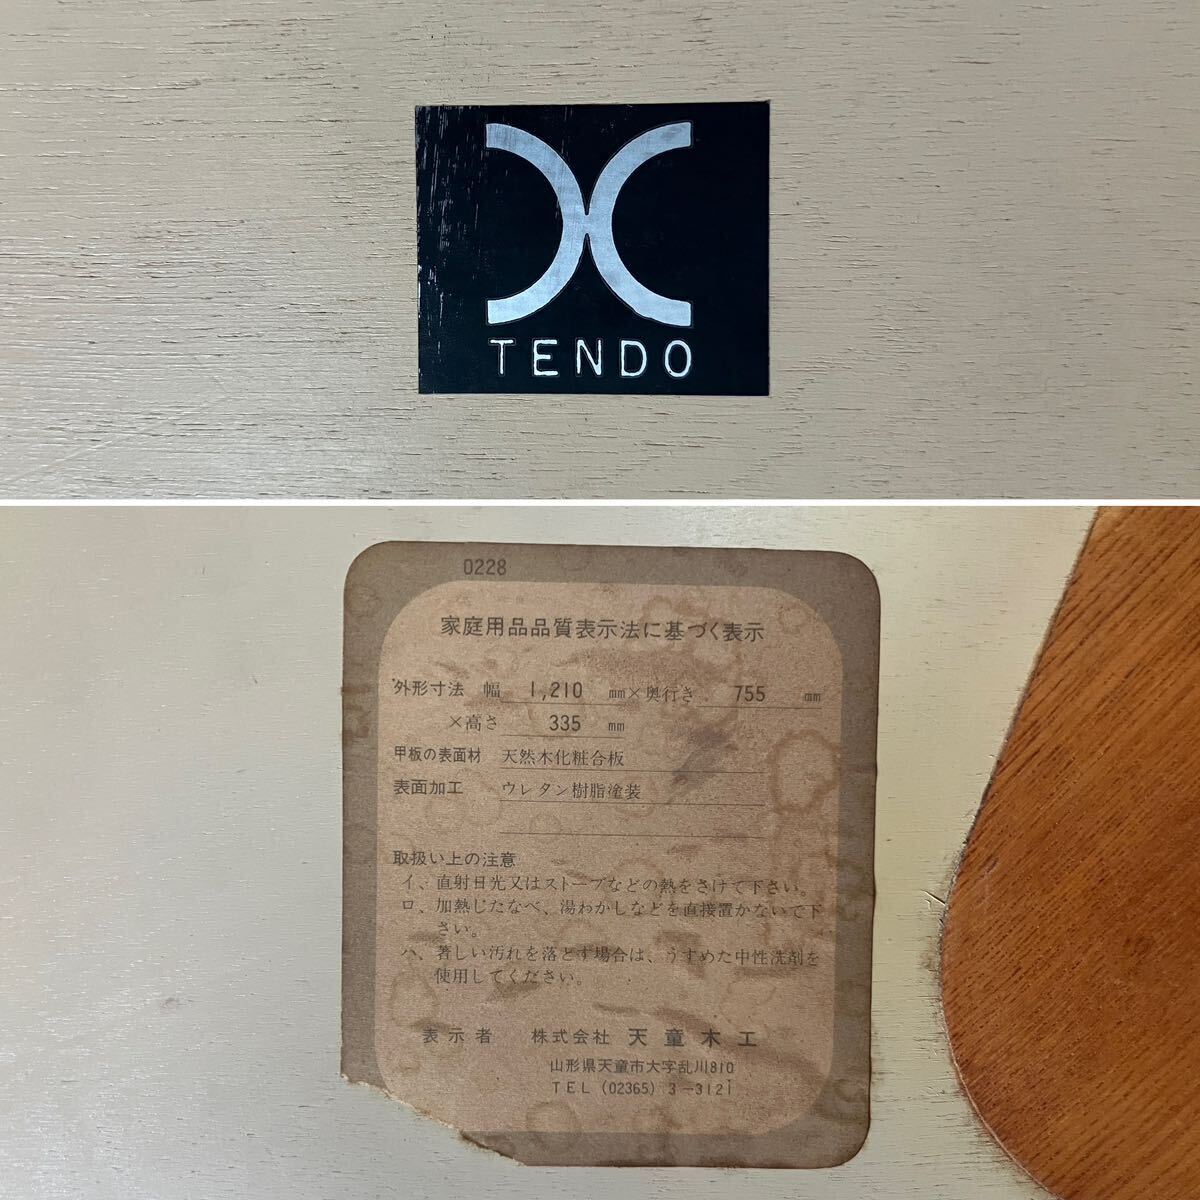 TENDO
0228
家庭用品品質表示法に基づく表示
外形寸法 幅 1,210 mm×奥行き 755 mm
×高さ 335 mm
甲板の表面材 天然木化粧合板
表面加工 ウレタン樹脂塗装
取扱い上の注意
イ、直射日光又はストーブなどの熱をさけて下さい。
ロ、加熱したなべ、湯わかしなどを直接置かないで下
さい。
ハ、著しい汚れを落とす場合は、うすめた中性洗剤を
使用してください。
表示者 株式会社 天童木工
山形県天童市大字乱川810
TEL (02365) 3-3121